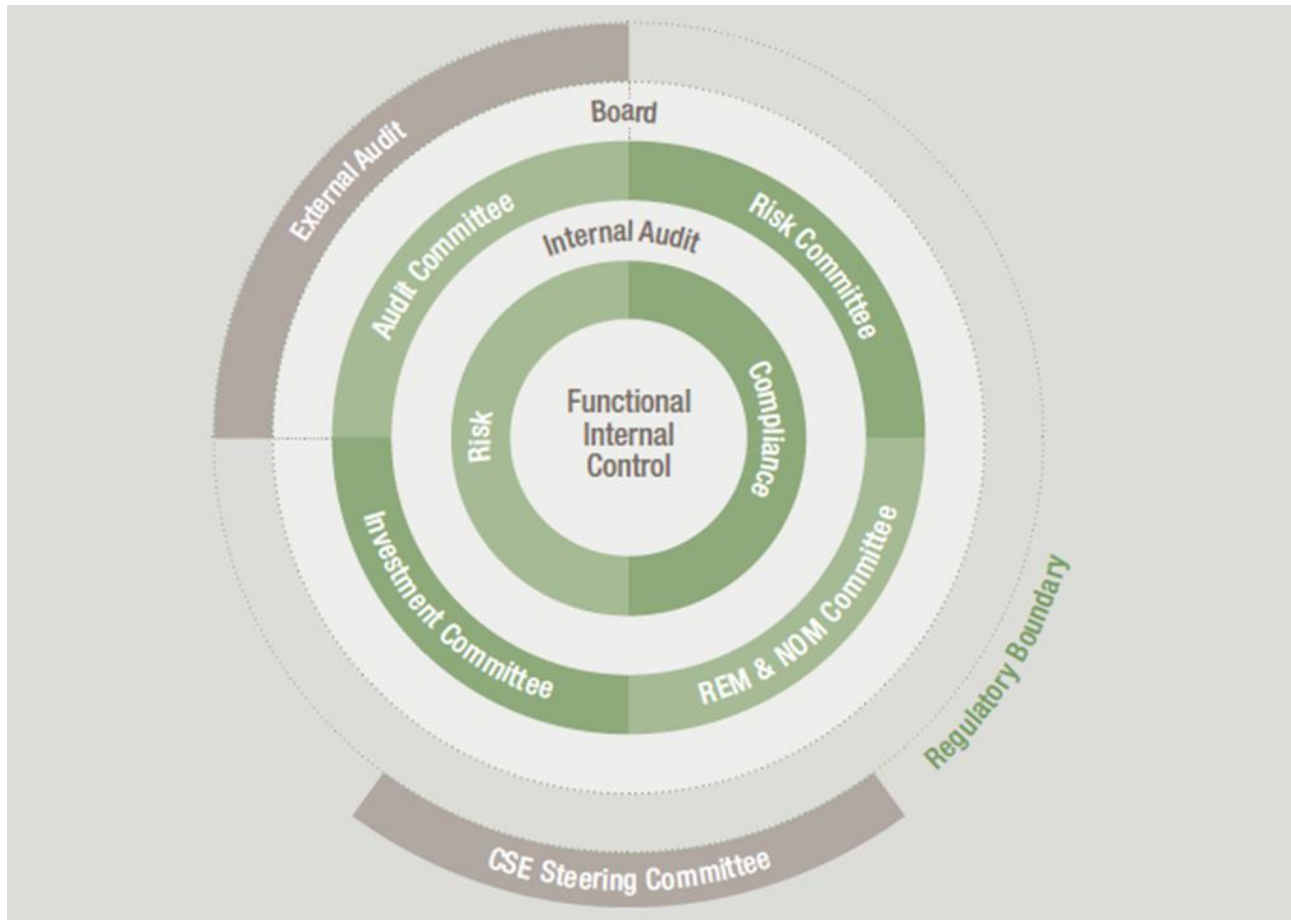 External Audit
Board
Audit Committee
Risk Committee
Internal Audit
Risk
Functional
Internal
Control
Compliance
Investment Committee
REM & NOM Committee
Regulatory Boundary
CSE Steering Committee